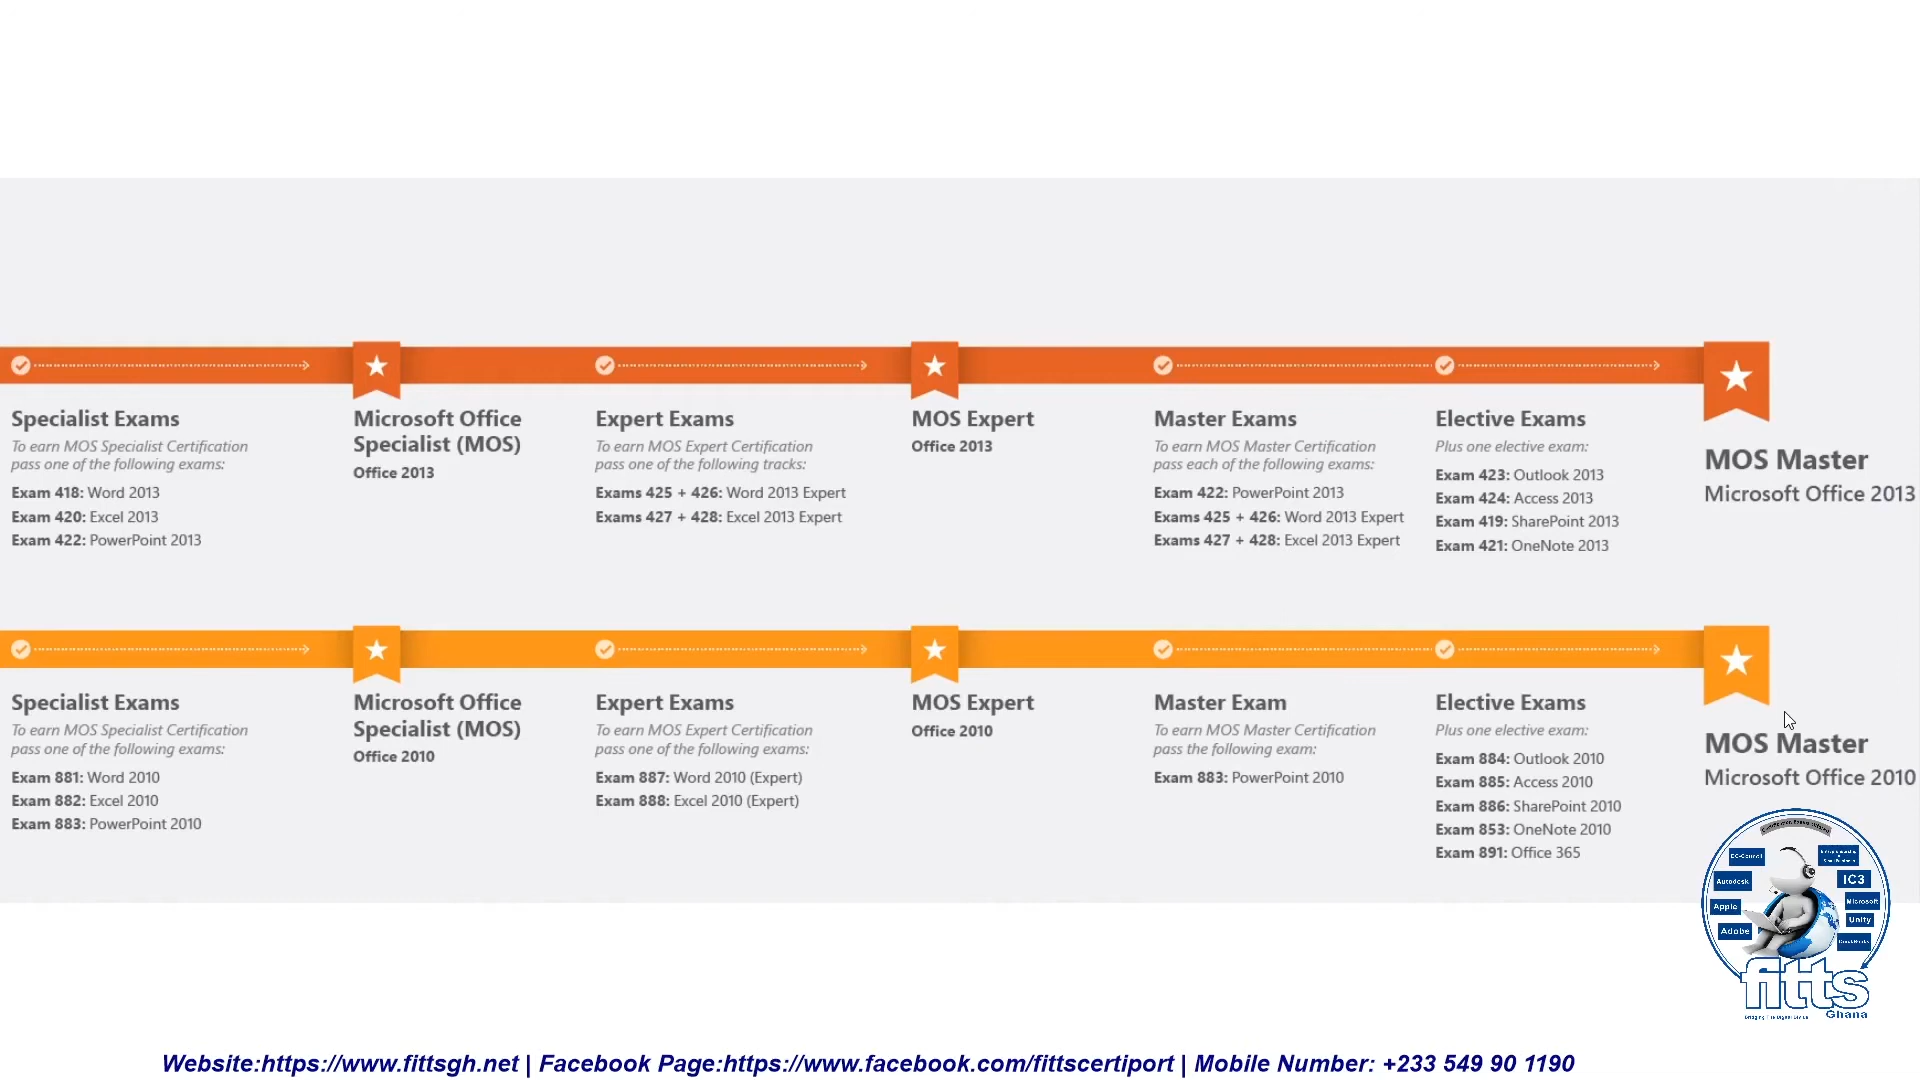 Specialist Exams
To earn MOS Specialist Certification
pass one of the following exams:
Exam 418: Word 2013
Exam 420: Excel 2013
Exam 422: PowerPoint 2013
Microsoft Office
Specialist (MOS)
Office 2013
Expert Exams
To earn MOS Expert Certification
pass one of the following tracks:
Exams 425 + 426: Word 2013 Expert
Exams 427 + 428: Excel 2013 Expert
MOS Expert
Office 2013
Master Exams
To earn MOS Master Certification
pass each of the following exams:
Exam 422: PowerPoint 2013
Exams 425 + 426: Word 2013 Expert
Exams 427 + 428: Excel 2013 Expert
Elective Exams
Plus one elective exam:
Exam 423: Outlook 2013
Exam 424: Access 2013
Exam 419: SharePoint 2013
Exam 421: OneNote 2013
MOS Master
Microsoft Office 2013
Specialist Exams
To earn MOS Specialist Certification
pass one of the following exams:
Exam 881: Word 2010
Exam 882: Excel 2010
Exam 883: PowerPoint 2010
Microsoft Office
Specialist (MOS)
Office 2010
Expert Exams
To earn MOS Expert Certification
pass one of the following exams:
Exam 887: Word 2010 (Expert)
Exam 888: Excel 2010 (Expert)
MOS Expert
Office 2010
Master Exam
To earn MOS Master Certification
pass the following exam:
Exam 883: PowerPoint 2010
Elective Exams
Plus one elective exam:
Exam 884: Outlook 2010
Exam 885: Access 2010
Exam 886: SharePoint 2010
Exam 853: OneNote 2010
Exam 891: Office 365
MOS Master
Microsoft Office 2010
EC-Council
Autodesk
Apple
Adobe
IC3
Microsoft
Unity
QuickBooks
fitts
Ghana
Website:https://www.fittsgh.net | Facebook Page:https://www.facebook.com/fittscertiport | Mobile Number: +233 549 90 1190